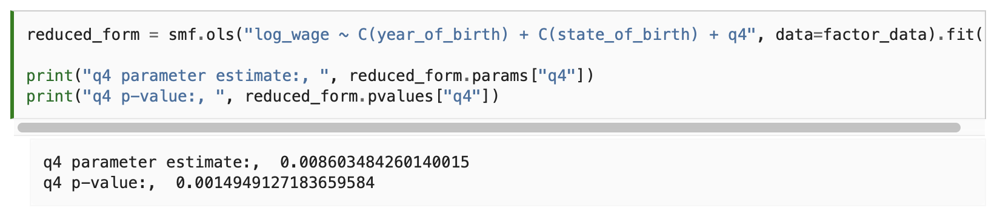 reduced_form = smf.ols("log_wage ~ C(year_of_birth) + C(state_of_birth) + q4", data=factor_data).fit(
print("q4 parameter estimate:, ", reduced_form.params["q4"])
print("q4 p-value:, ", reduced_form.pvalues["q4"])
q4 parameter estimate:,  0.008603484260140015
q4 p-value:,  0.0014949127183659584